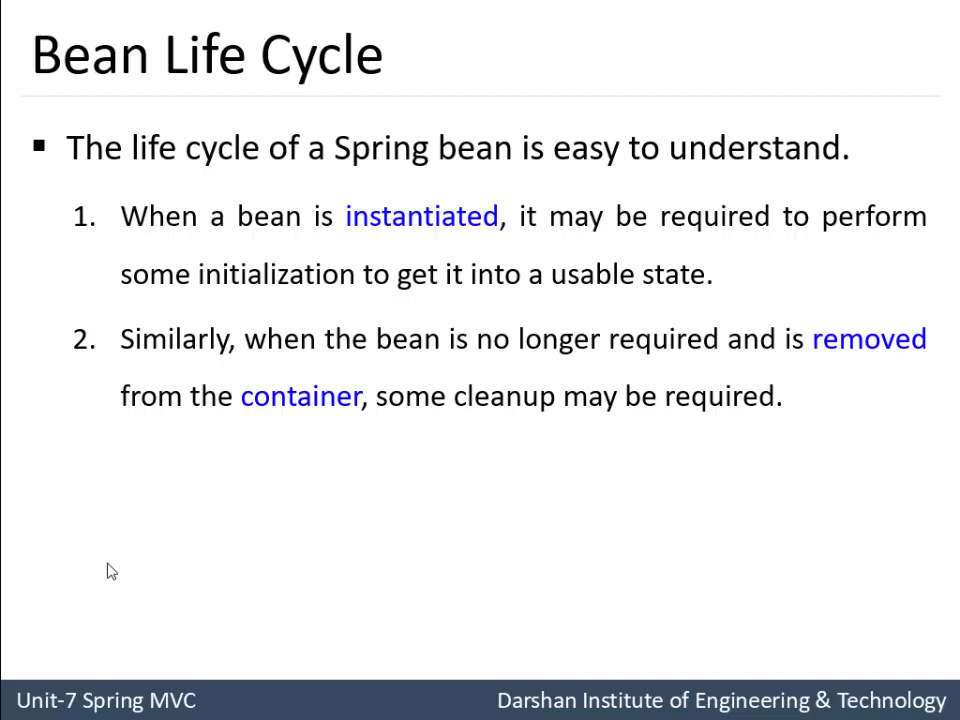 Bean Life Cycle
▪ The life cycle of a Spring bean is easy to understand.
1. When a bean is instantiated, it may be required to perform
some initialization to get it into a usable state.
2. Similarly, when the bean is no longer required and is removed
from the container, some cleanup may be required.
Unit-7 Spring MVC
Darshan Institute of Engineering & Technology